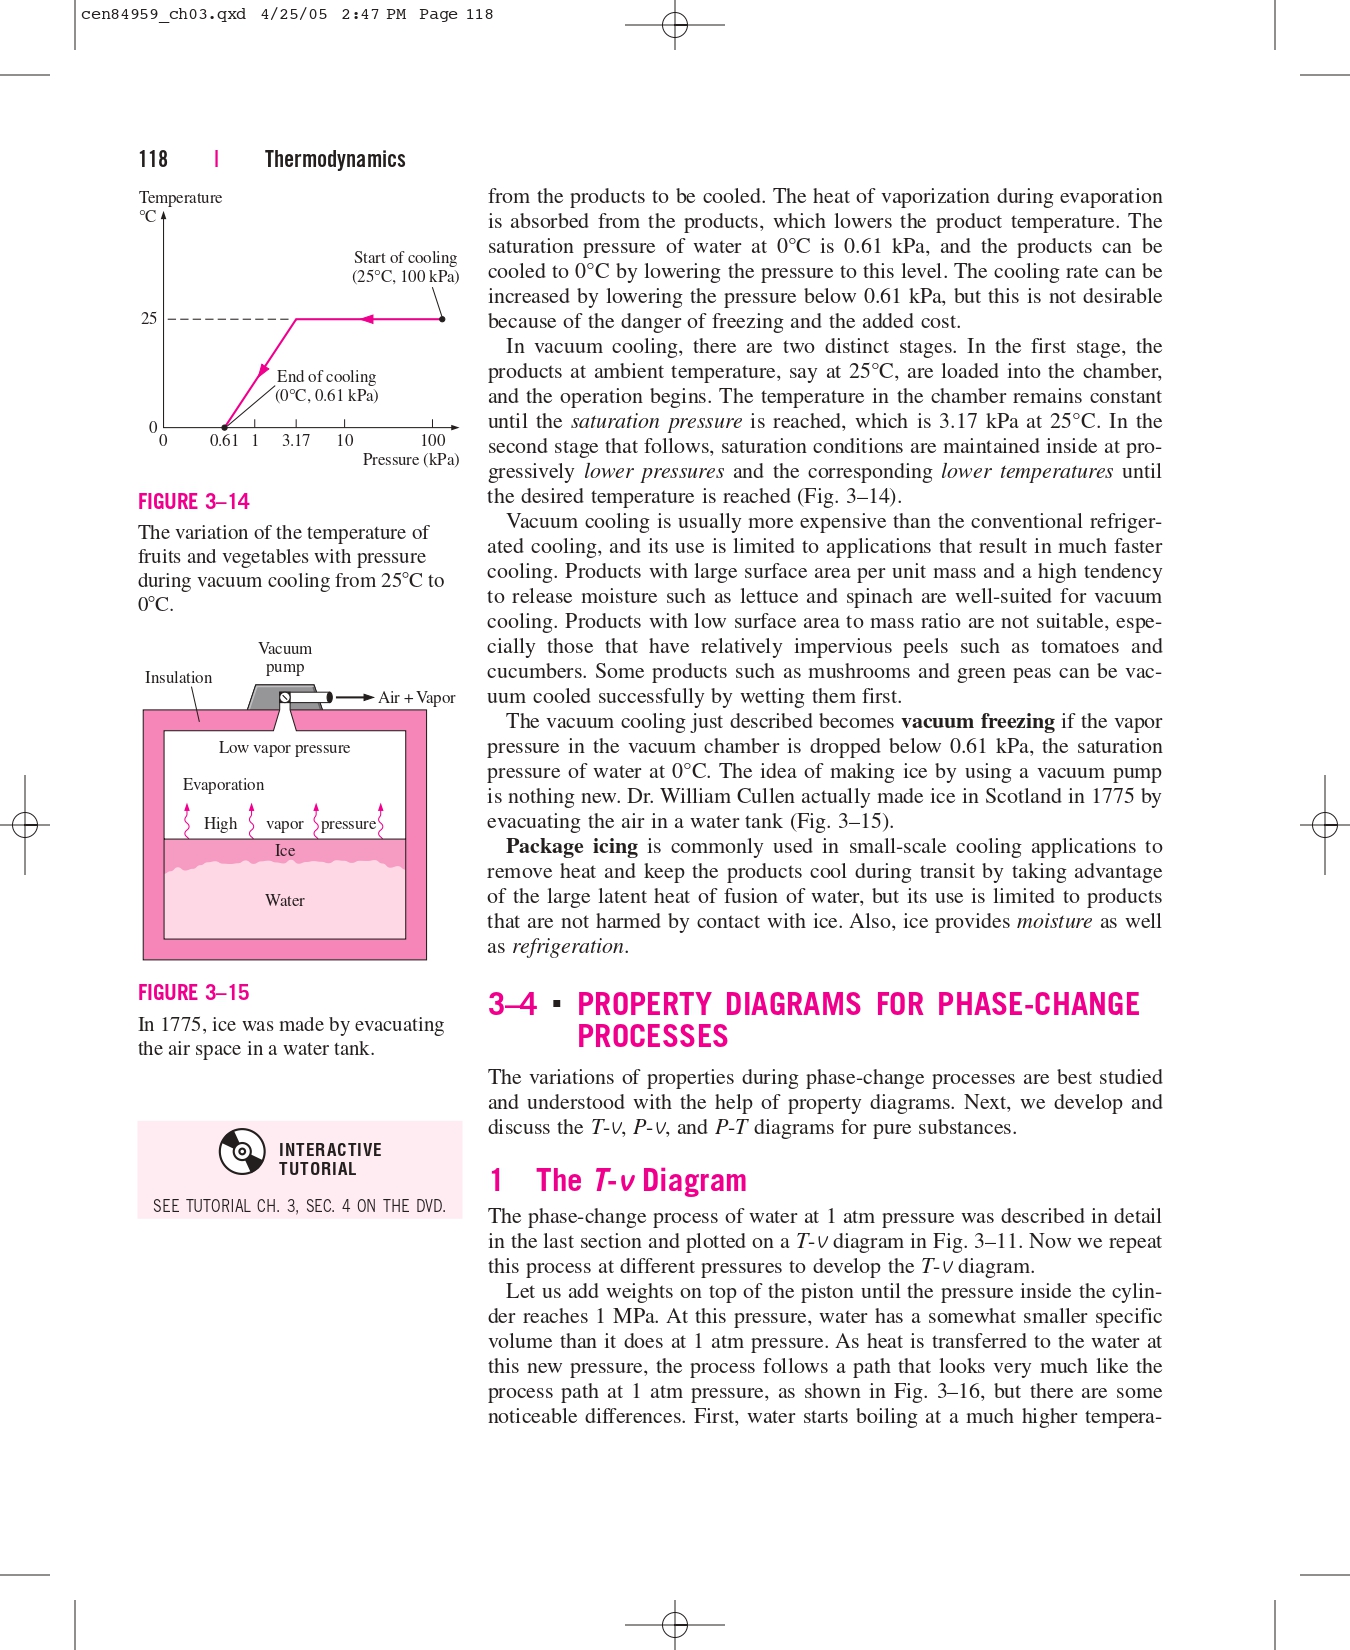 cen84959_ch03.qxd 4/25/05 2:47 PM Page 118
118 | Thermodynamics
Temperature
°C
Start of cooling
(25°C, 100 kPa)
25
End of cooling
(0°C, 0.61 kPa)
0
0 0.61 1 3.17 10 100
Pressure (kPa)
FIGURE 3–14
The variation of the temperature of
fruits and vegetables with pressure
during vacuum cooling from 25°C to
0°C.
Vacuum
pump
Insulation
Air + Vapor
Low vapor pressure
Evaporation
High vapor pressure
Ice
Water
FIGURE 3–15
In 1775, ice was made by evacuating
the air space in a water tank.
INTERACTIVE
TUTORIAL
SEE TUTORIAL CH. 3, SEC. 4 ON THE DVD.
from the products to be cooled. The heat of vaporization during evaporation
is absorbed from the products, which lowers the product temperature. The
saturation pressure of water at 0°C is 0.61 kPa, and the products can be
cooled to 0°C by lowering the pressure to this level. The cooling rate can be
increased by lowering the pressure below 0.61 kPa, but this is not desirable
because of the danger of freezing and the added cost.
In vacuum cooling, there are two distinct stages. In the first stage, the
products at ambient temperature, say at 25°C, are loaded into the chamber,
and the operation begins. The temperature in the chamber remains constant
until the saturation pressure is reached, which is 3.17 kPa at 25°C. In the
second stage that follows, saturation conditions are maintained inside at pro-
gressively lower pressures and the corresponding lower temperatures until
the desired temperature is reached (Fig. 3–14).
Vacuum cooling is usually more expensive than the conventional refriger-
ated cooling, and its use is limited to applications that result in much faster
cooling. Products with large surface area per unit mass and a high tendency
to release moisture such as lettuce and spinach are well-suited for vacuum
cooling. Products with low surface area to mass ratio are not suitable, espe-
cially those that have relatively impervious peels such as tomatoes and
cucumbers. Some products such as mushrooms and green peas can be vac-
uum cooled successfully by wetting them first.
The vacuum cooling just described becomes vacuum freezing if the vapor
pressure in the vacuum chamber is dropped below 0.61 kPa, the saturation
pressure of water at 0°C. The idea of making ice by using a vacuum pump
is nothing new. Dr. William Cullen actually made ice in Scotland in 1775 by
evacuating the air in a water tank (Fig. 3–15).
Package icing is commonly used in small-scale cooling applications to
remove heat and keep the products cool during transit by taking advantage
of the large latent heat of fusion of water, but its use is limited to products
that are not harmed by contact with ice. Also, ice provides moisture as well
as refrigeration.
3–4 ▪ PROPERTY DIAGRAMS FOR PHASE-CHANGE
PROCESSES
The variations of properties during phase-change processes are best studied
and understood with the help of property diagrams. Next, we develop and
discuss the T-v, P-v, and P-T diagrams for pure substances.
1 The T-v Diagram
The phase-change process of water at 1 atm pressure was described in detail
in the last section and plotted on a T-v diagram in Fig. 3–11. Now we repeat
this process at different pressures to develop the T-v diagram.
Let us add weights on top of the piston until the pressure inside the cylin-
der reaches 1 MPa. At this pressure, water has a somewhat smaller specific
volume than it does at 1 atm pressure. As heat is transferred to the water at
this new pressure, the process follows a path that looks very much like the
process path at 1 atm pressure, as shown in Fig. 3–16, but there are some
noticeable differences. First, water starts boiling at a much higher tempera-